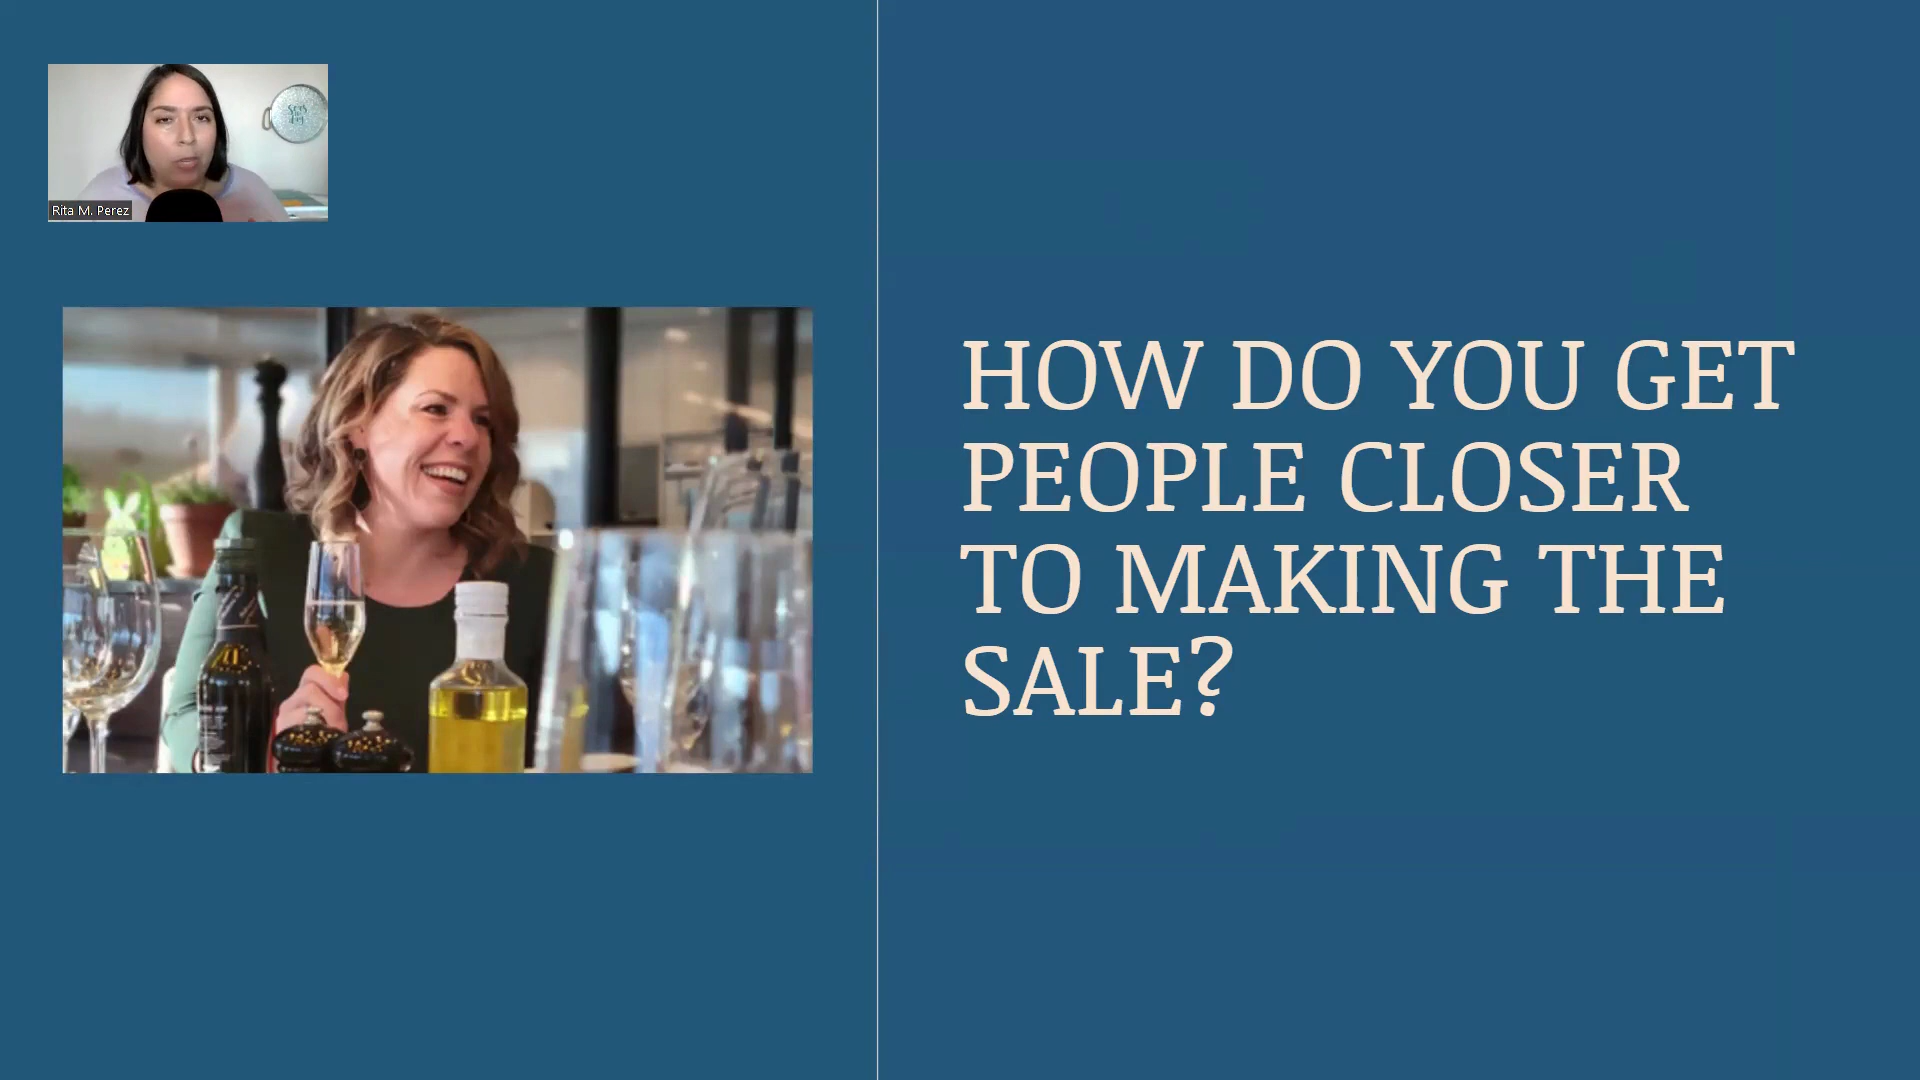 Rita M. Perez
HOW DO YOU GET
PEOPLE CLOSER
TO MAKING THE
SALE?